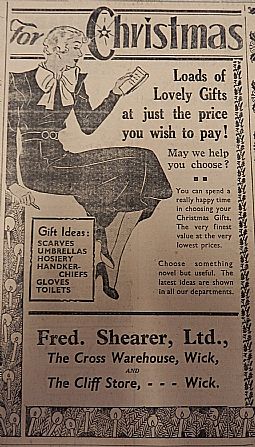 for Christmas
Loads of
Lovely Gifts
at just the price
you wish to pay!
May we help
you choose?
You can spend a
really happy time
in choosing your
Christmas Gifts.
The very finest
value at the very
lowest prices.
Choose something
novel but useful. The
latest ideas are shown
in all our departments.
Gift Ideas:
SCARVES
UMBRELLAS
HOSIERY
HANDKER-
CHIEFS
GLOVES
TOILETS
Fred. Shearer, Ltd.,
The Cross Warehouse, Wick,
AND
The Cliff Store, - - - Wick.